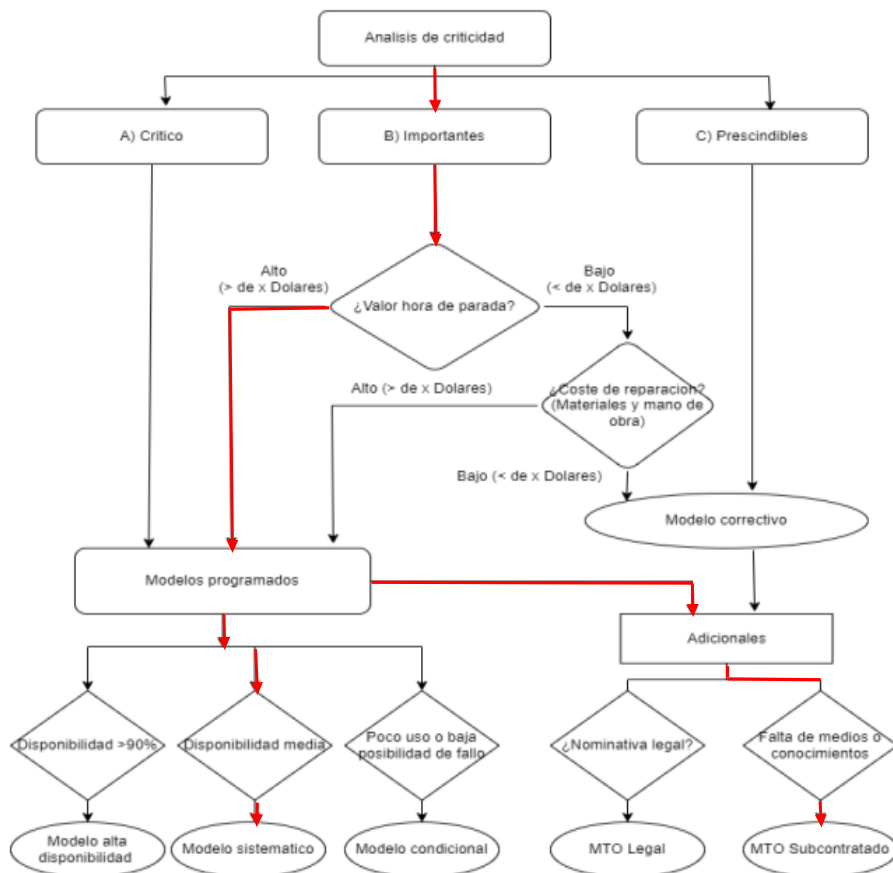 Analisis de criticidad
A) Critico
B) Importantes
C) Prescindibles
Alto
(> de x Dolares)
Bajo
(< de x Dolares)
¿Valor hora de parada?
Alto (> de x Dolares)
¿Coste de reparacion?
(Materiales y mano de
obra)
Bajo (< de x Dolares)
Modelo correctivo
Modelos programados
Adicionales
Disponibilidad >90%
Disponibilidad media
Poco uso o baja
posibilidad de fallo
¿Nominativa legal?
Falta de medios o
conocimientos
Modelo alta
disponibilidad
Modelo sistematico
Modelo condicional
MTO Legal
MTO Subcontratado